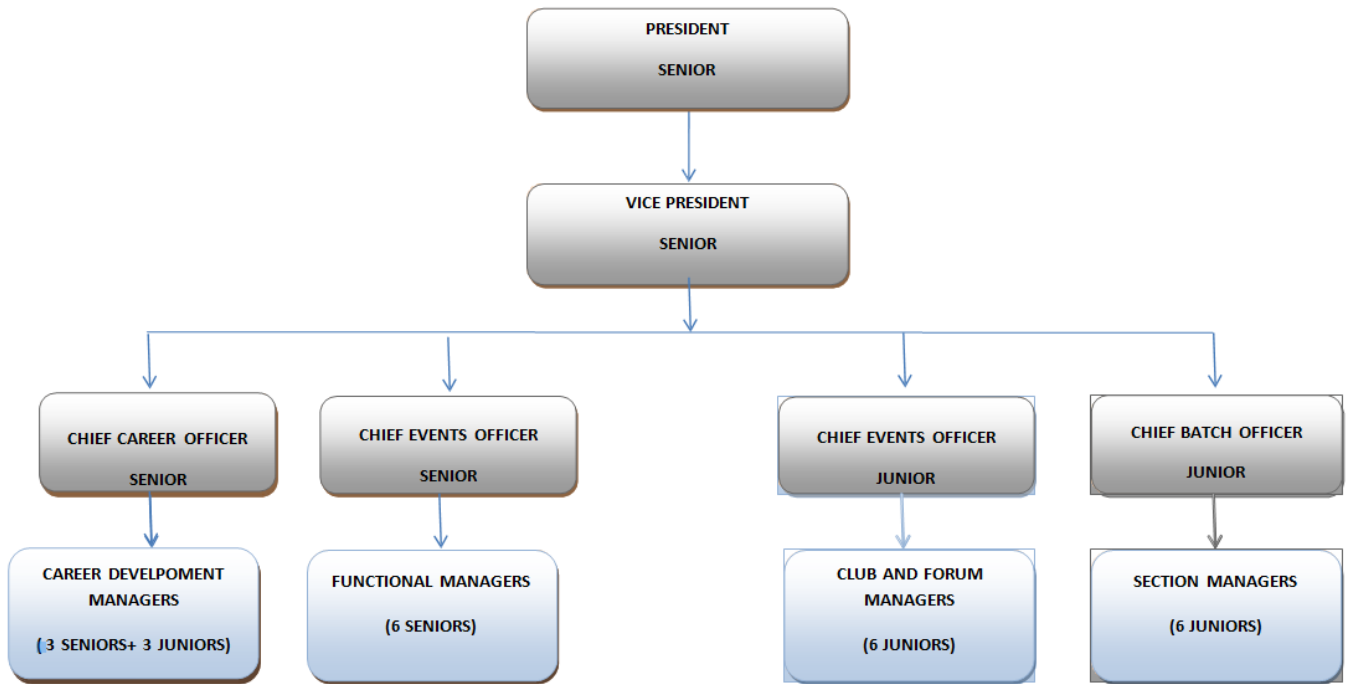 PRESIDENT
SENIOR
VICE PRESIDENT
SENIOR
CHIEF CAREER OFFICER
SENIOR
CHIEF EVENTS OFFICER
SENIOR
CHIEF EVENTS OFFICER
JUNIOR
CHIEF BATCH OFFICER
JUNIOR
CAREER DEVELPOMENT
MANAGERS
(3 SENIORS+ 3 JUNIORS)
FUNCTIONAL MANAGERS
(6 SENIORS)
CLUB AND FORUM
MANAGERS
(6 JUNIORS)
SECTION MANAGERS
(6 JUNIORS)